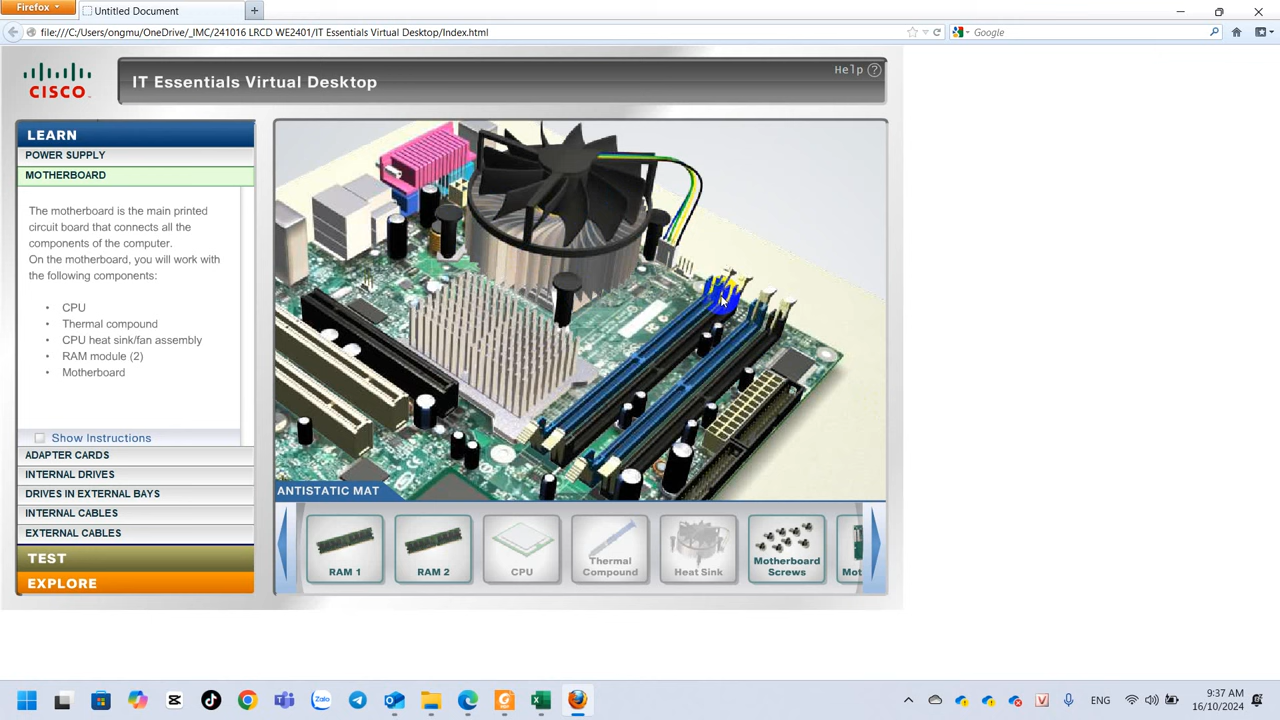 Firefox
Untitled Document
+
file:///C:/Users/ongmu/OneDrive/_IMC/241016 LRCD WE2401/IT Essentials Virtual Desktop/Index.html
Google
CISCO
IT Essentials Virtual Desktop
Help ?
LEARN
POWER SUPPLY
MOTHERBOARD
The motherboard is the main printed
circuit board that connects all the
components of the computer.
On the motherboard, you will work with
the following components:
• CPU
• Thermal compound
• CPU heat sink/fan assembly
• RAM module (2)
• Motherboard
Show Instructions
ADAPTER CARDS
INTERNAL DRIVES
DRIVES IN EXTERNAL BAYS
INTERNAL CABLES
EXTERNAL CABLES
TEST
EXPLORE
ANTISTATIC MAT
RAM 1
RAM 2
CPU
Thermal
Compound
Heat Sink
Motherboard
Screws
Mot
Zalo
ENG
9:37 AM
16/10/2024